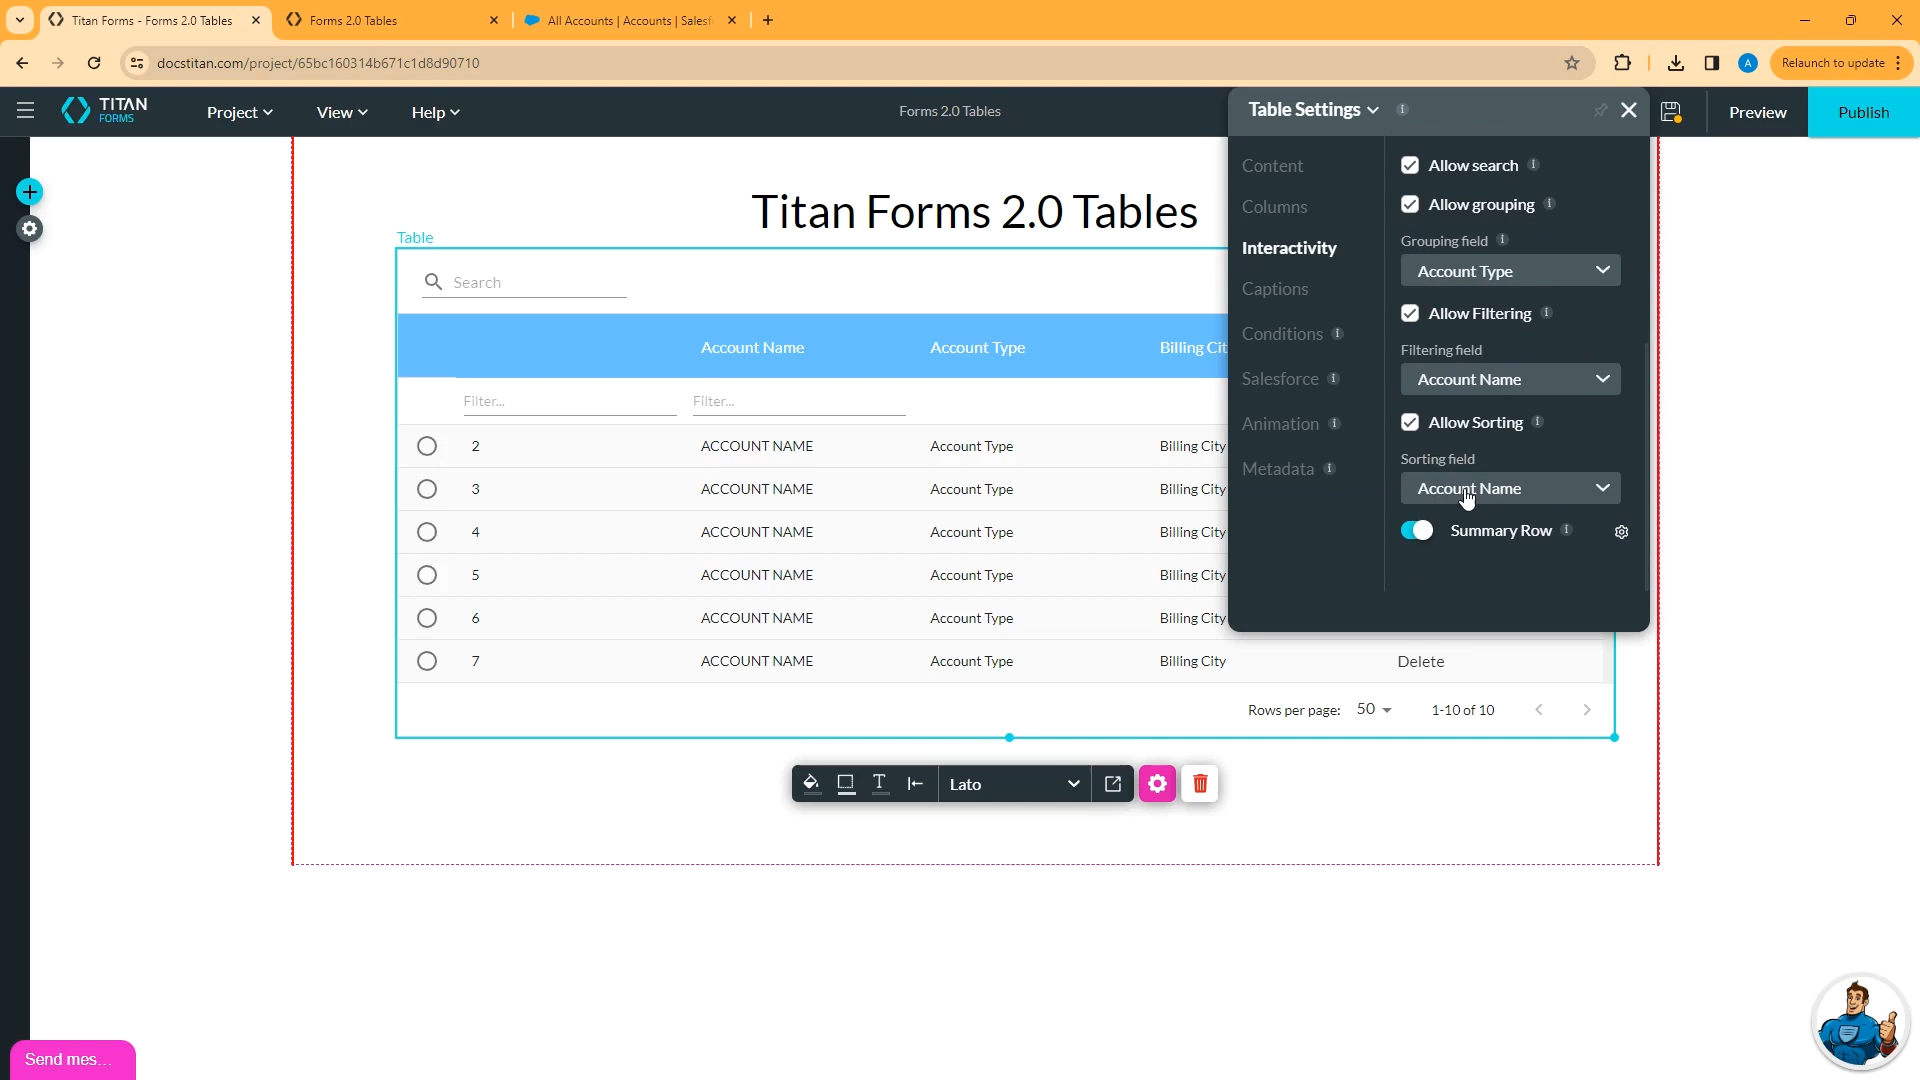 Titan Forms - Forms 2.0 Tables
Forms 2.0 Tables
All Accounts | Accounts | Salesf
docstitan.com/project/65bc160314b671c1d8d90710
A
Relaunch to update
TITAN
FORMS
Project
View
Help
Forms 2.0 Tables
Table Settings
Preview
Publish
Content
Columns
Interactivity
Captions
Conditions
Salesforce
Animation
Metadata
Allow search
Allow grouping
Grouping field
Account Type
Allow Filtering
Filtering field
Account Name
Allow Sorting
Sorting field
Account Name
Summary Row
Titan Forms 2.0 Tables
Table
Search
Account Name Account Type Billing Cit
Filter... Filter...
2 ACCOUNT NAME Account Type Billing City
3 ACCOUNT NAME Account Type Billing City
4 ACCOUNT NAME Account Type Billing City
5 ACCOUNT NAME Account Type Billing City
6 ACCOUNT NAME Account Type Billing City
7 ACCOUNT NAME Account Type Billing City Delete
Rows per page: 50 1-10 of 10
Lato
Send mes...